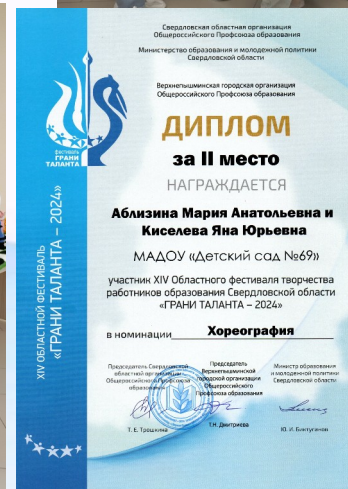 Свердловская областная организация
Общероссийского Профсоюза образования
Министерство образования и молодежной политики
Свердловской области
Верхнепышминская городская организация
Общероссийского Профсоюза образования
фестиваль
ГРАНИ
ТАЛАНТА
ДИПЛОМ
за II место
НАГРАЖДАЕТСЯ
Аблизина Мария Анатольевна и
Киселева Яна Юрьевна
МАДОУ «Детский сад №69»
участник XIV Областного фестиваля творчества
работников образования Свердловской области
«ГРАНИ ТАЛАНТА – 2024»
в номинации Хореография
XIV ОБЛАСТНОЙ ФЕСТИВАЛЬ
«ГРАНИ ТАЛАНТА – 2024»
Председатель Свердловской
областной организации
Общероссийского Профсоюза
образования
Т. Е. Трошкина
Председатель
Верхнепышминской
городской организации
Общероссийского
Профсоюза образования
Т.Н. Дмитриева
Министр образования
и молодежной политики
Свердловской области
Ю. И. Биктуганов